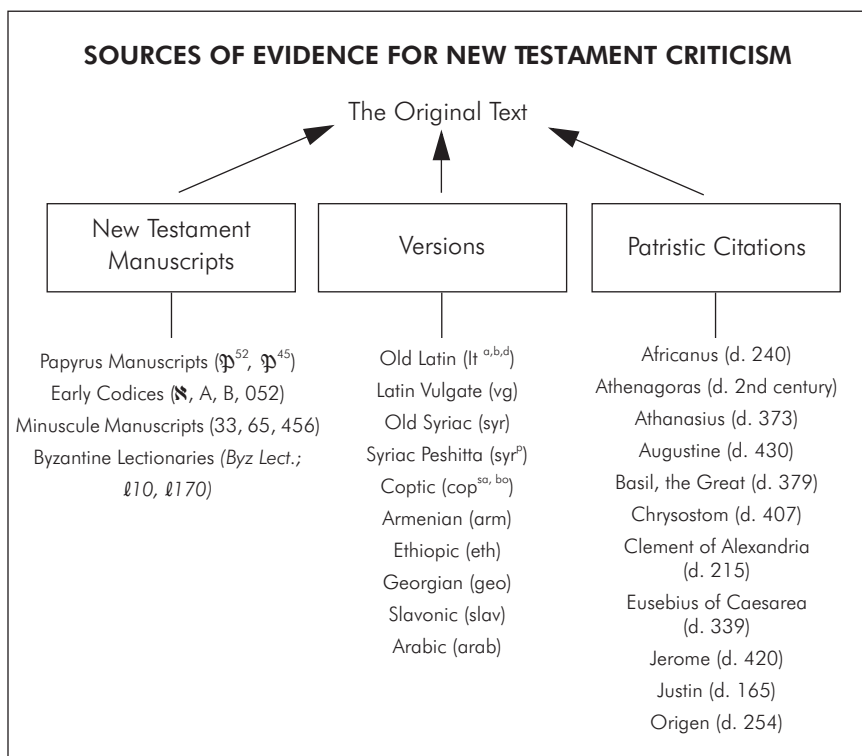 SOURCES OF EVIDENCE FOR NEW TESTAMENT CRITICISM
The Original Text
New Testament
Manuscripts
Papyrus Manuscripts (𝔓⁵², 𝔓⁴⁵)
Early Codices (ℵ, A, B, 052)
Minuscule Manuscripts (33, 65, 456)
Byzantine Lectionaries (Byz Lect.;
ℓ10, ℓ170)
Versions
Old Latin (It ᵃ,ᵇ,ᵈ)
Latin Vulgate (vg)
Old Syriac (syr)
Syriac Peshitta (syrᵖ)
Coptic (copˢᵃ, ᵇᵒ)
Armenian (arm)
Ethiopic (eth)
Georgian (geo)
Slavonic (slav)
Arabic (arab)
Patristic Citations
Africanus (d. 240)
Athenagoras (d. 2nd century)
Athanasius (d. 373)
Augustine (d. 430)
Basil, the Great (d. 379)
Chrysostom (d. 407)
Clement of Alexandria
(d. 215)
Eusebius of Caesarea
(d. 339)
Jerome (d. 420)
Justin (d. 165)
Origen (d. 254)